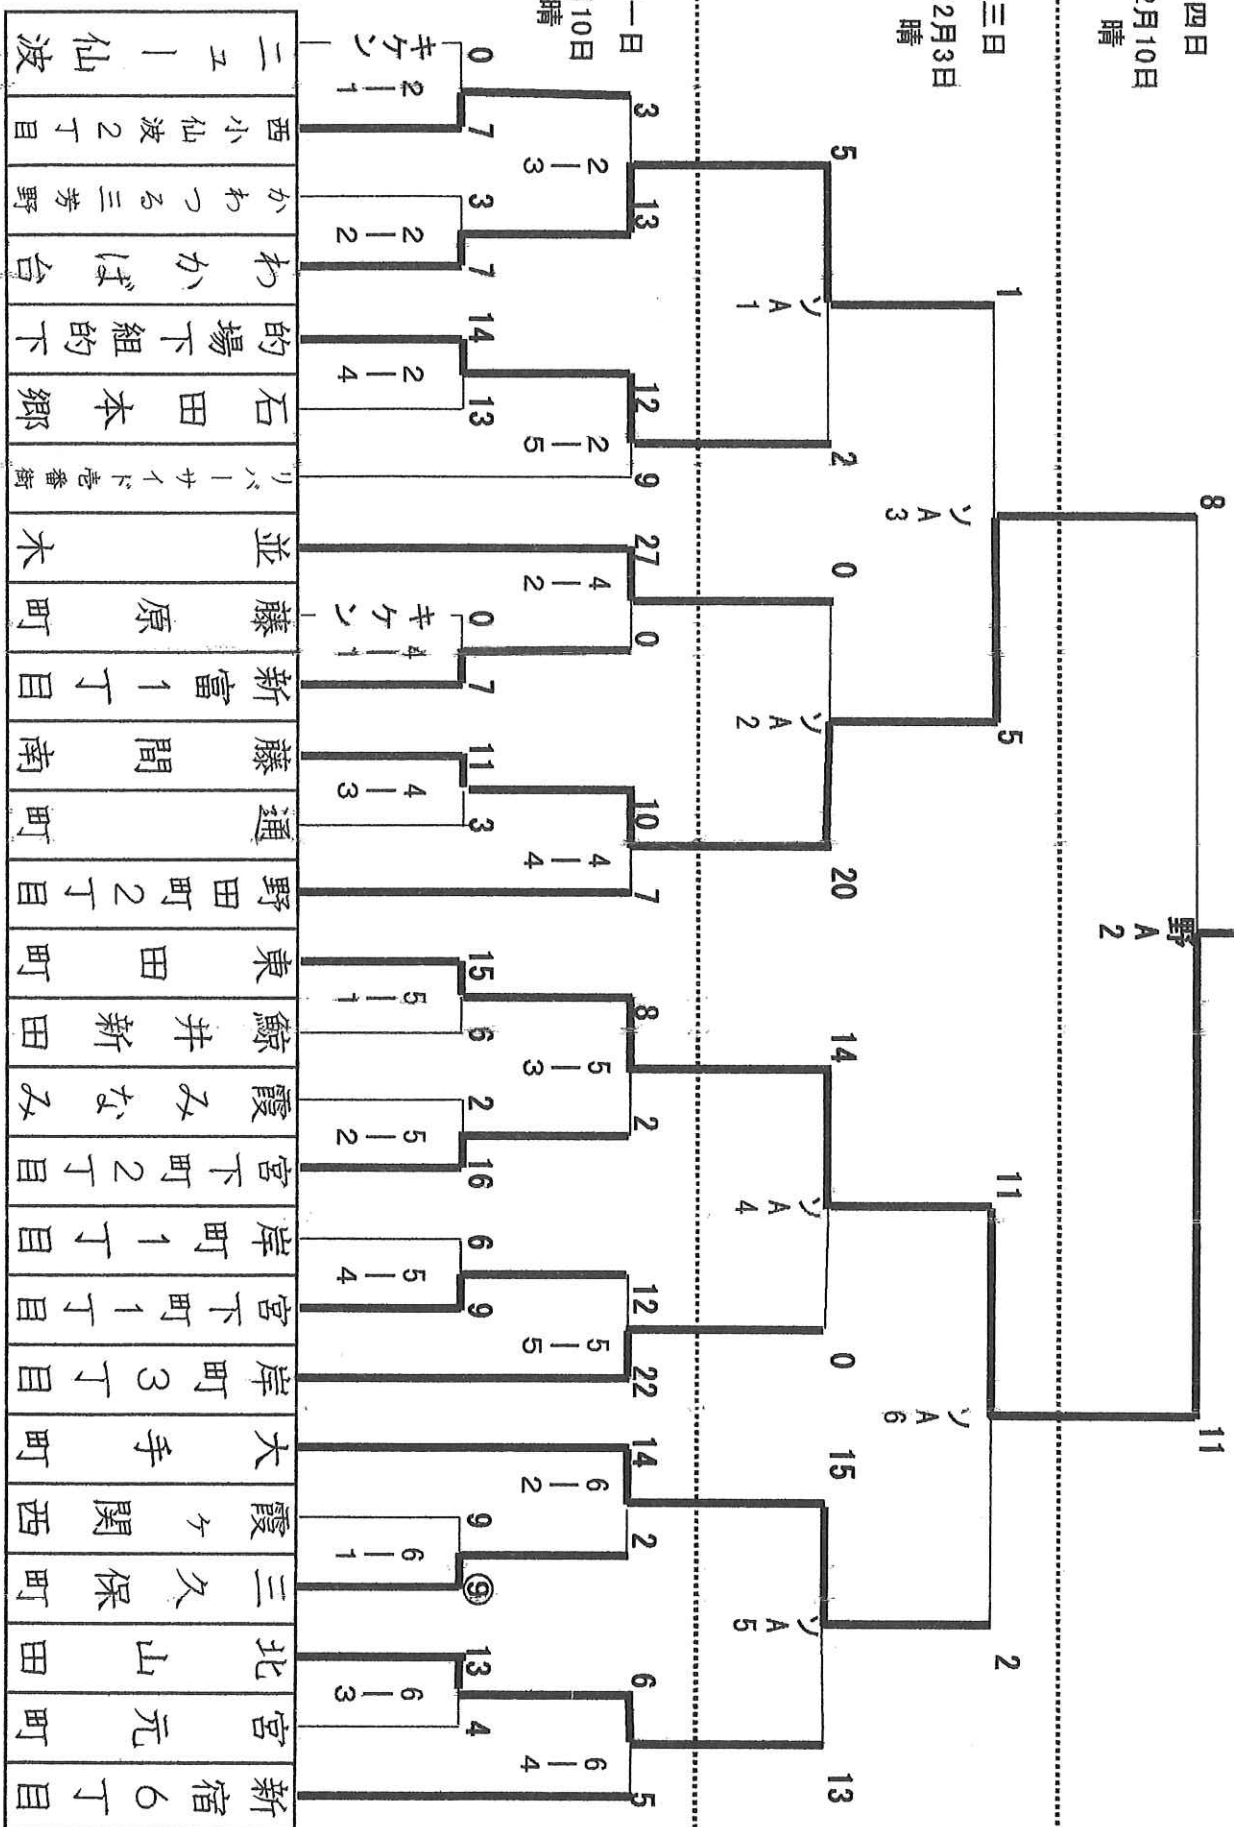 四日
2月10日
晴
三日
2月3日
晴
一日
10日
晴
8
野
A
2
11
1
ソ
A
3
5
11
ソ
A
6
2
5
ソ
A
1
2
0
ソ
A
2
20
14
ソ
A
4
0
15
ソ
A
5
13
3
2―3
13
12
2―5
9
27
4―2
0
10
4―4
7
8
5―3
2
12
5―5
22
14
6―2
2
6
6―4
5
0
キケン
2―1
7
3
2―2
7
14
2―4
13
0
キケン
4―1
7
11
4―3
3
15
5―1
6
2
5―2
16
6
5―4
9
9
6―1
⑨
13
6―3
4
ニュー仙波
西小仙波2丁目
かわつる三芳野
わかば台
的場下組的下
石田本郷
リバーサイド壱番街
並木
藤原町
新富1丁目
藤間南
通町
野田町2丁目
東田町
鯨井新田
霞みなみ
宮下町2丁目
岸町1丁目
宮下町1丁目
岸町3丁目
大手町
霞ヶ関西
三久保町
北山田
宮元町
新宿6丁目